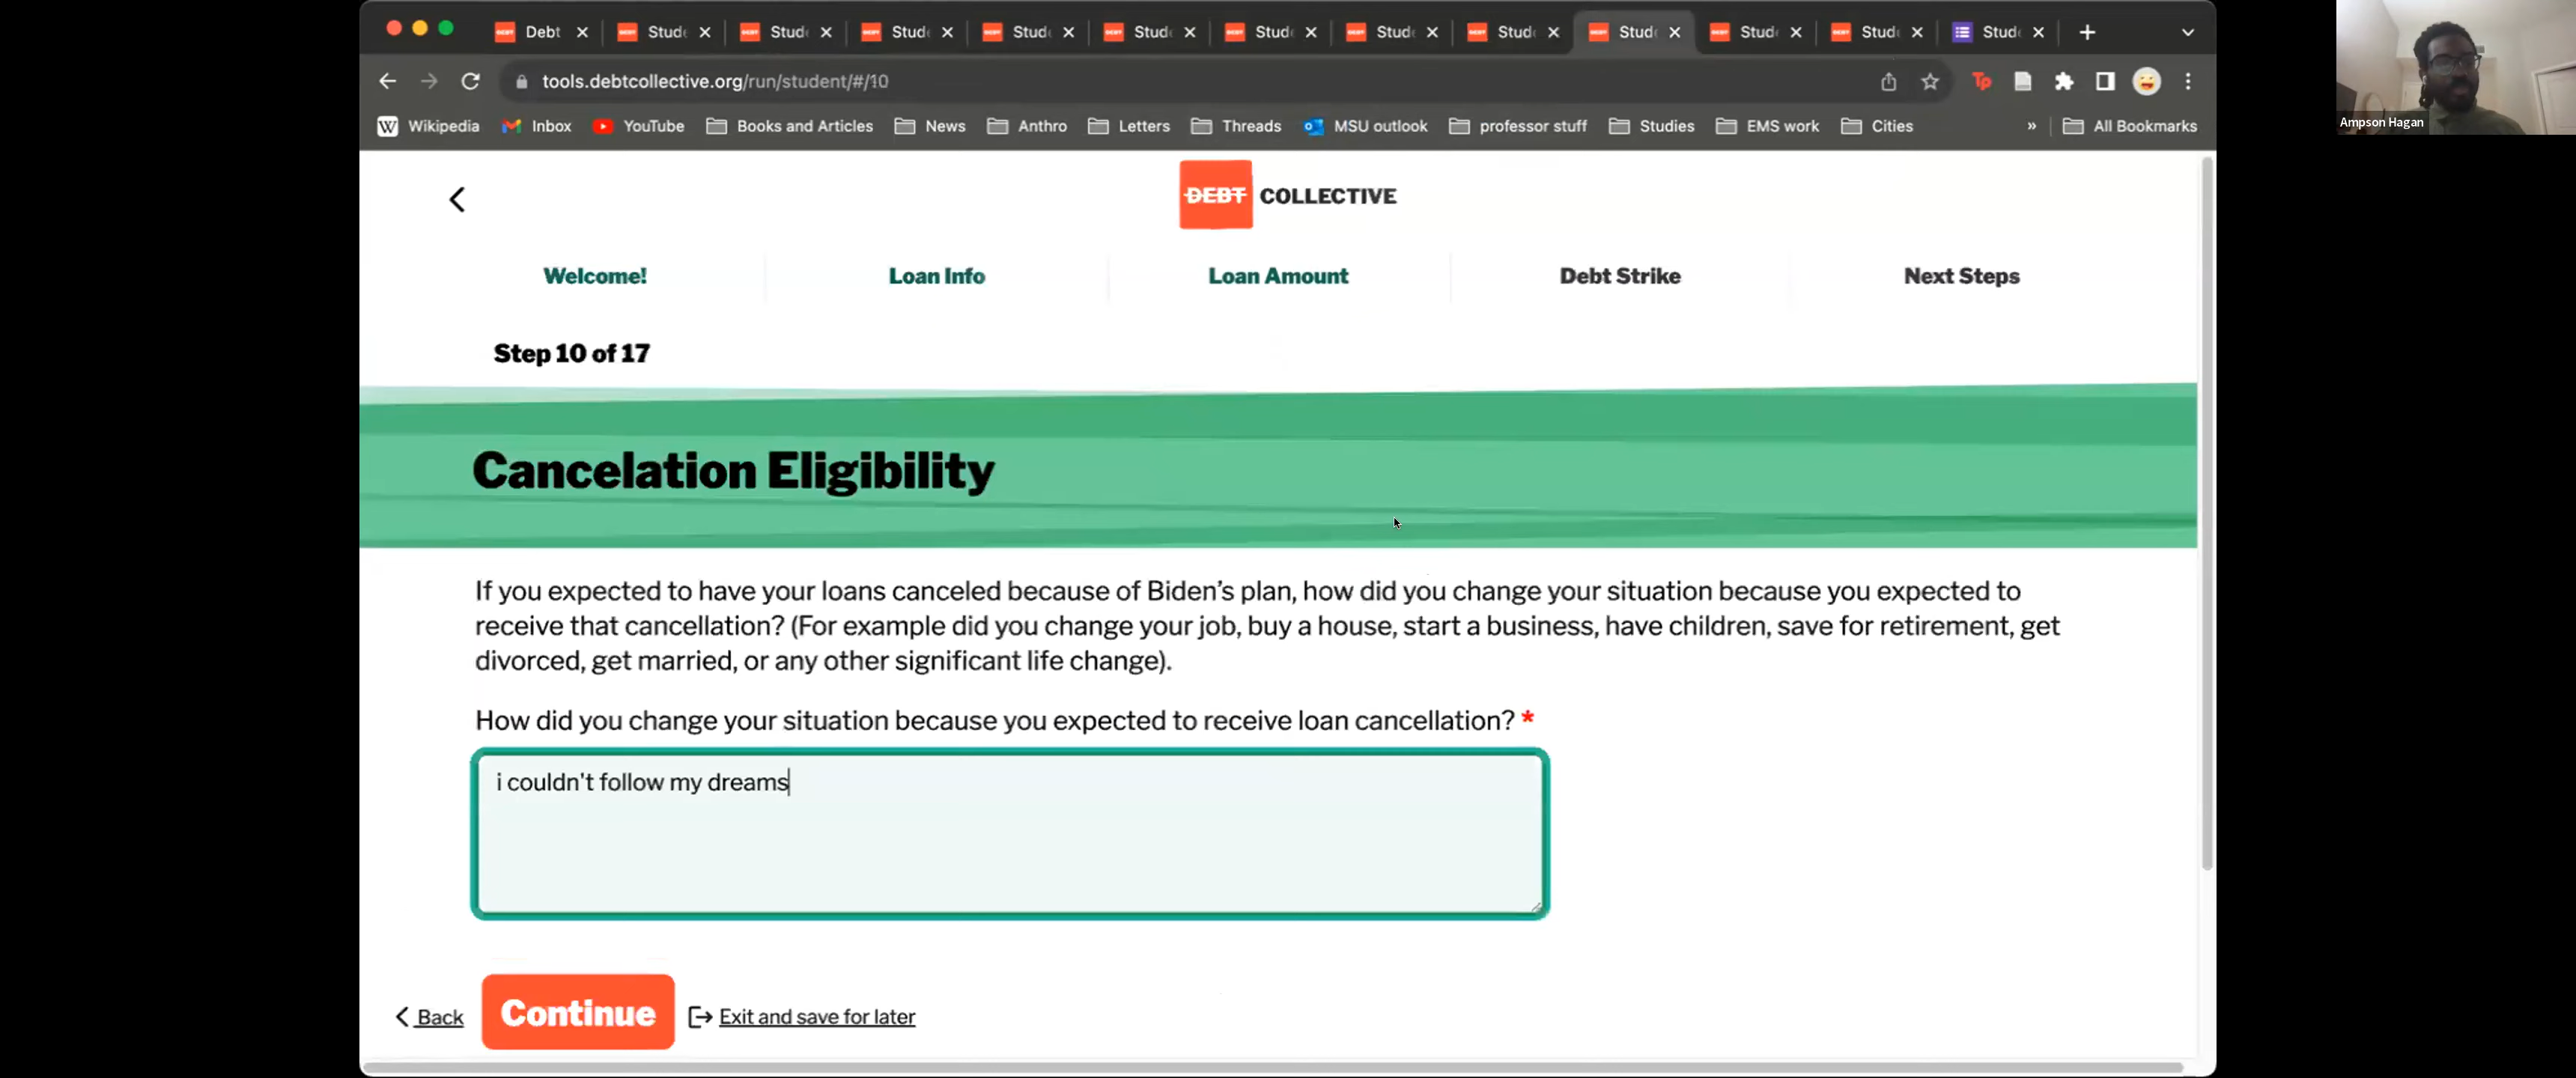 Debt
Stud
Stud
Stud
Stud
Stud
Stud
Stud
Stud
Stud
Stud
Stud
Stud
tools.debtcollective.org/run/student/#/10
Tp
W Wikipedia
Inbox
YouTube
Books and Articles
News
Anthro
Letters
Threads
MSU outlook
professor stuff
Studies
EMS work
Cities
»
All Bookmarks
Ampson Hagan
DEBT COLLECTIVE
Welcome!
Loan Info
Loan Amount
Debt Strike
Next Steps
Step 10 of 17
Cancelation Eligibility
If you expected to have your loans canceled because of Biden’s plan, how did you change your situation because you expected to
receive that cancellation? (For example did you change your job, buy a house, start a business, have children, save for retirement, get
divorced, get married, or any other significant life change).
How did you change your situation because you expected to receive loan cancellation? *
i couldn't follow my dreams
Back
Continue
Exit and save for later